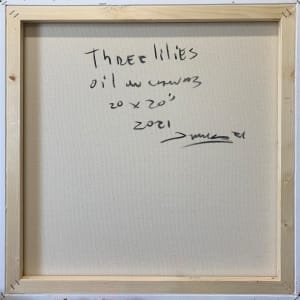 Three lilies
oil on canvas
20 x 20"
2021